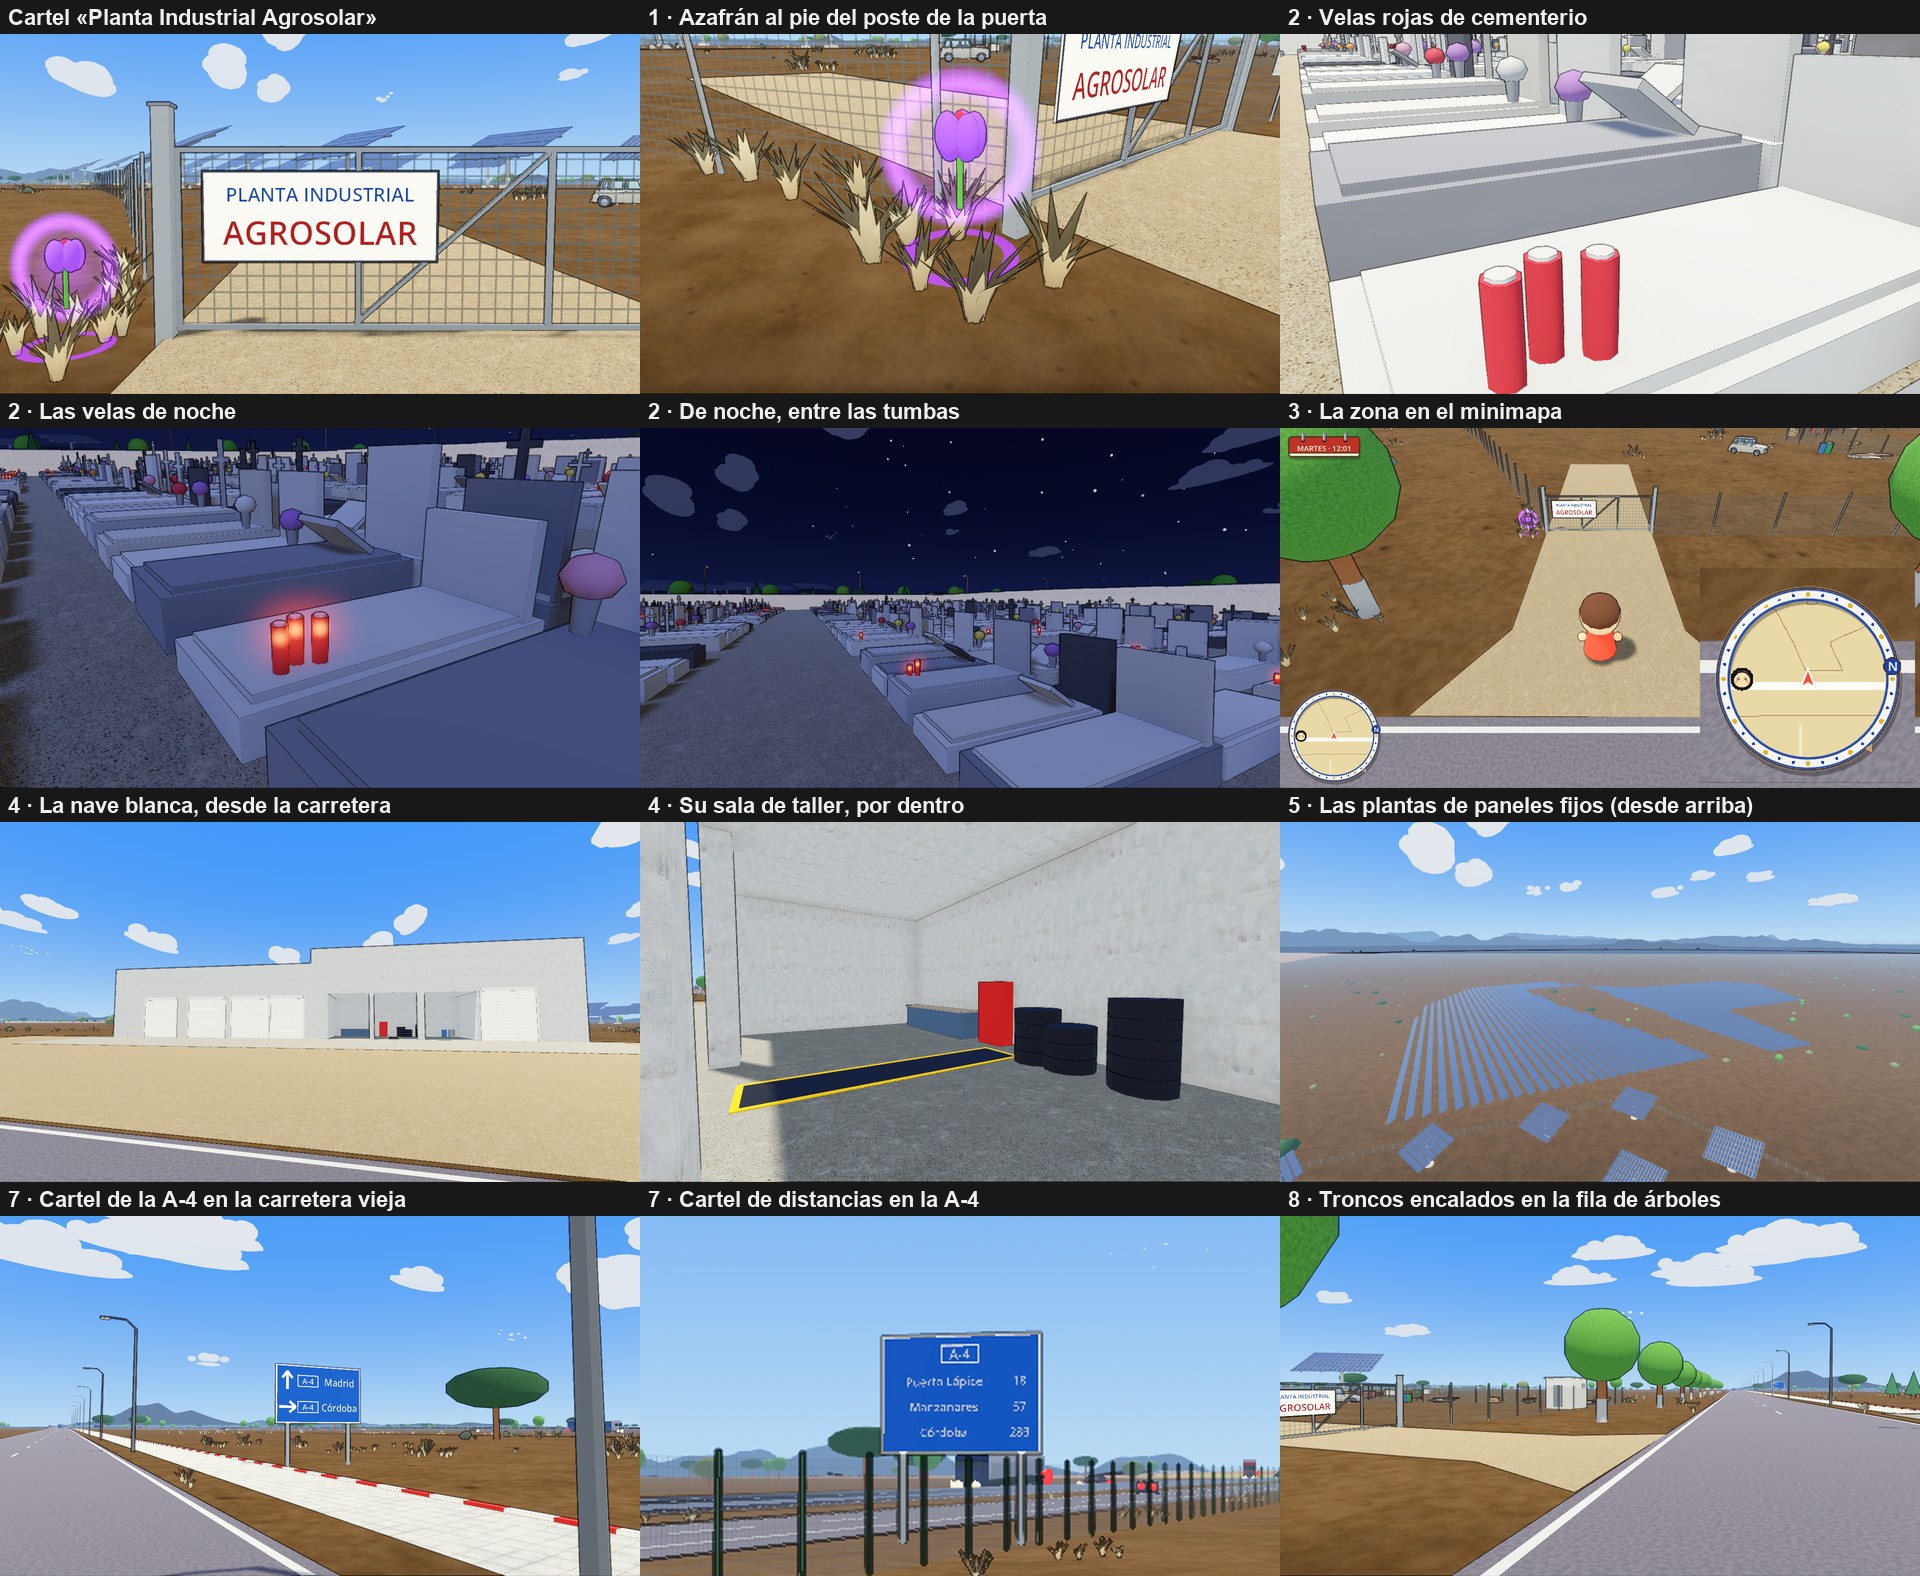 Cartel «Planta Industrial Agrosolar»
PLANTA INDUSTRIAL
AGROSOLAR
1 · Azafrán al pie del poste de la puerta
PLANTA INDUSTRIAL
AGROSOLAR
2 · Velas rojas de cementerio
2 · Las velas de noche
2 · De noche, entre las tumbas
3 · La zona en el minimapa
MARTES · 12:01
PLANTA INDUSTRIAL
AGROSOLAR
N
4 · La nave blanca, desde la carretera
4 · Su sala de taller, por dentro
5 · Las plantas de paneles fijos (desde arriba)
7 · Cartel de la A-4 en la carretera vieja
A-4 Madrid
A-4 Córdoba
7 · Cartel de distancias en la A-4
A-4
Puerto Lápice 18
Manzanares 57
Córdoba 283
8 · Troncos encalados en la fila de árboles
ANTA INDUSTRIAL
GROSOLAR